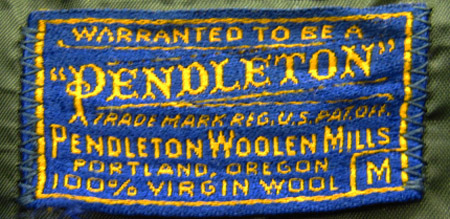 WARRANTED TO BE A
"PENDLETON"
TRADE MARK REG. U.S. PAT. OFF.
PENDLETON WOOLEN MILLS
PORTLAND, OREGON
100% VIRGIN WOOL M